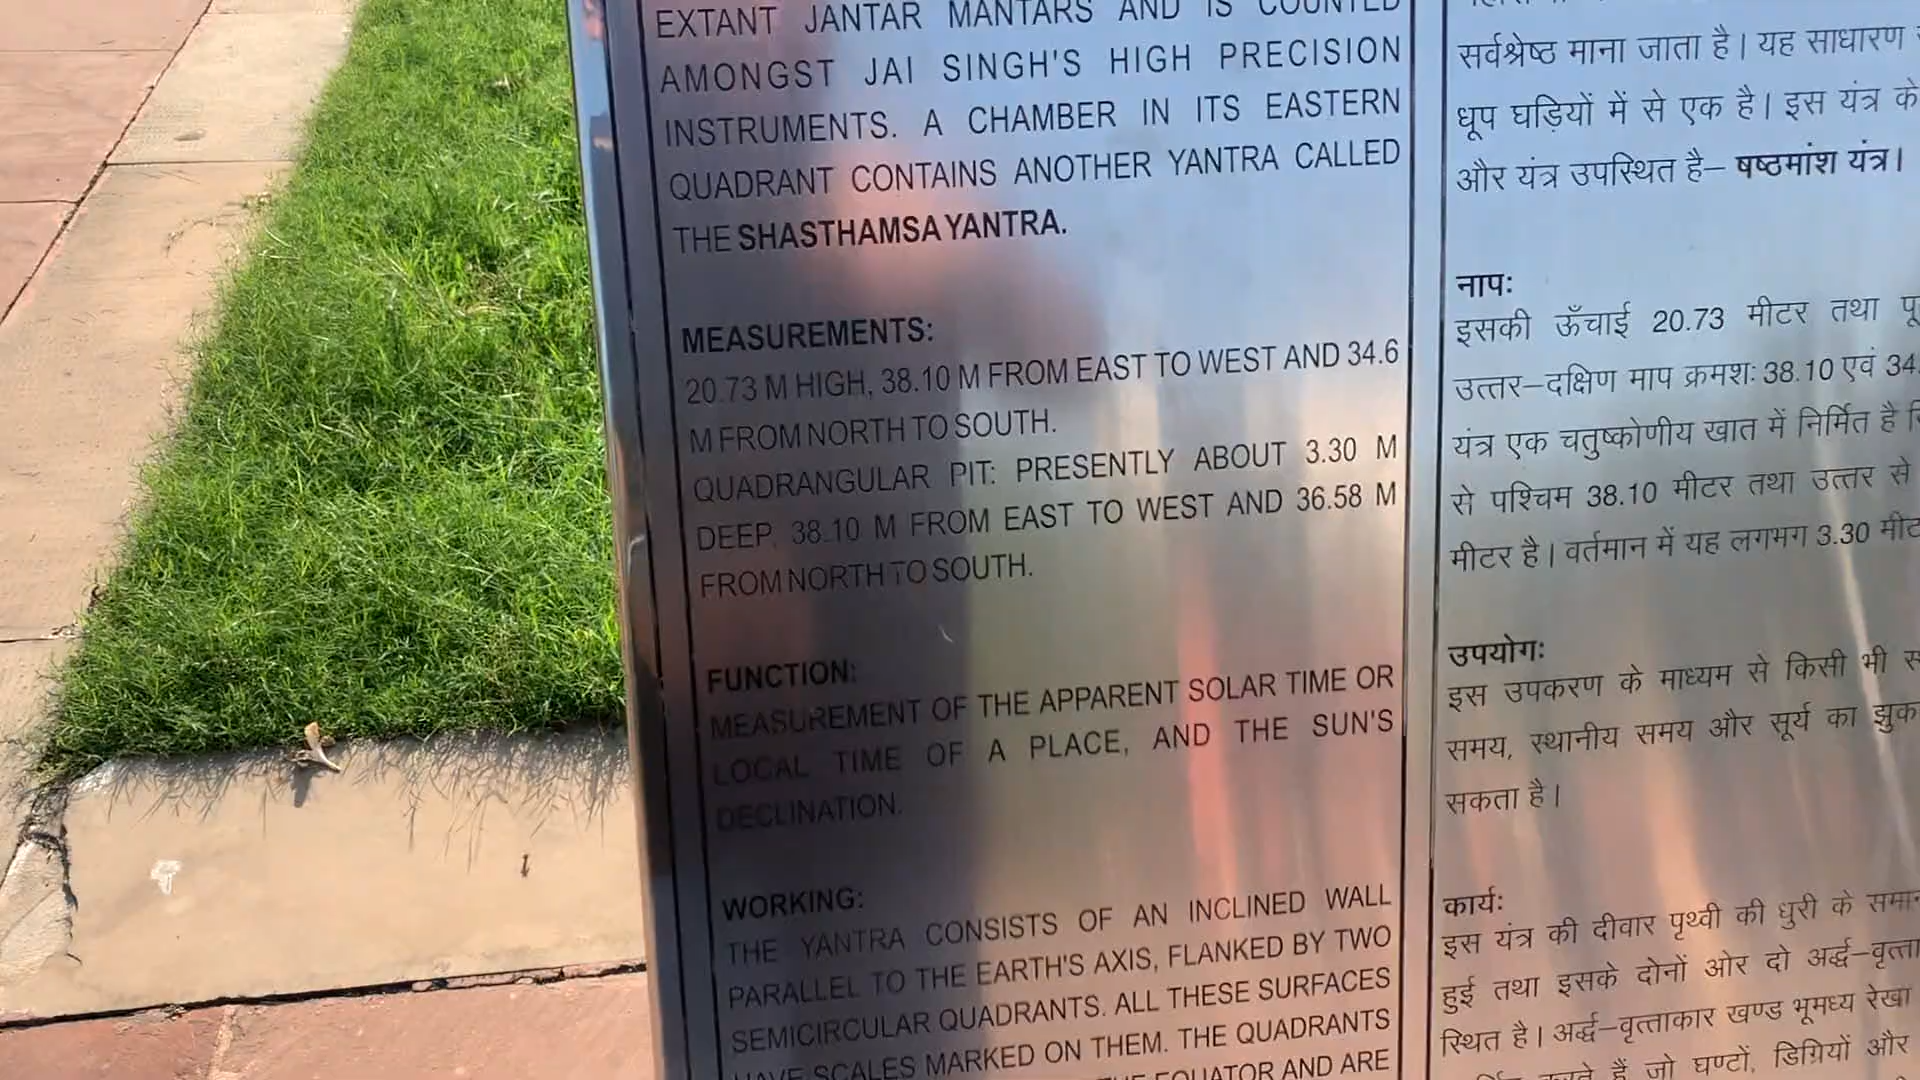 EXTANT JANTAR MANTARS AND IS COUNTED
AMONGST JAI SINGH'S HIGH PRECISION
INSTRUMENTS. A CHAMBER IN ITS EASTERN
QUADRANT CONTAINS ANOTHER YANTRA CALLED
THE SHASTHAMSA YANTRA.
MEASUREMENTS:
20.73 M HIGH, 38.10 M FROM EAST TO WEST AND 34.6
M FROM NORTH TO SOUTH.
QUADRANGULAR PIT: PRESENTLY ABOUT 3.30 M
DEEP, 38.10 M FROM EAST TO WEST AND 36.58 M
FROM NORTH TO SOUTH.
FUNCTION:
MEASUREMENT OF THE APPARENT SOLAR TIME OR
LOCAL TIME OF A PLACE, AND THE SUN'S
DECLINATION.
WORKING:
THE YANTRA CONSISTS OF AN INCLINED WALL
PARALLEL TO THE EARTH'S AXIS, FLANKED BY TWO
SEMICIRCULAR QUADRANTS. ALL THESE SURFACES
HAVE SCALES MARKED ON THEM. THE QUADRANTS
EQUATOR AND ARE
सर्वश्रेष्ठ माना जाता है। यह साधारण
धूप घड़ियों में से एक है। इस यंत्र के
और यंत्र उपस्थित है– षष्ठमांश यंत्र।
नाप:
इसकी ऊँचाई 20.73 मीटर तथा
उत्तर–दक्षिण माप क्रमश: 38.10 एवं 34.
यंत्र एक चतुष्कोणीय खात में निर्मित है
से पश्चिम 38.10 मीटर तथा उत्तर से
मीटर है। वर्तमान में यह लगभग 3.30
उपयोग:
इस उपकरण के माध्यम से किसी भी
समय, स्थानीय समय और सूर्य का
सकता है।
कार्य:
इस यंत्र की दीवार पृथ्वी की धुरी के
हुई तथा इसके दोनों ओर दो
स्थित है। अर्द्ध–वृत्ताकार खण्ड भूमध्य रेखा
हैं जो घण्टों, डिग्रियों और